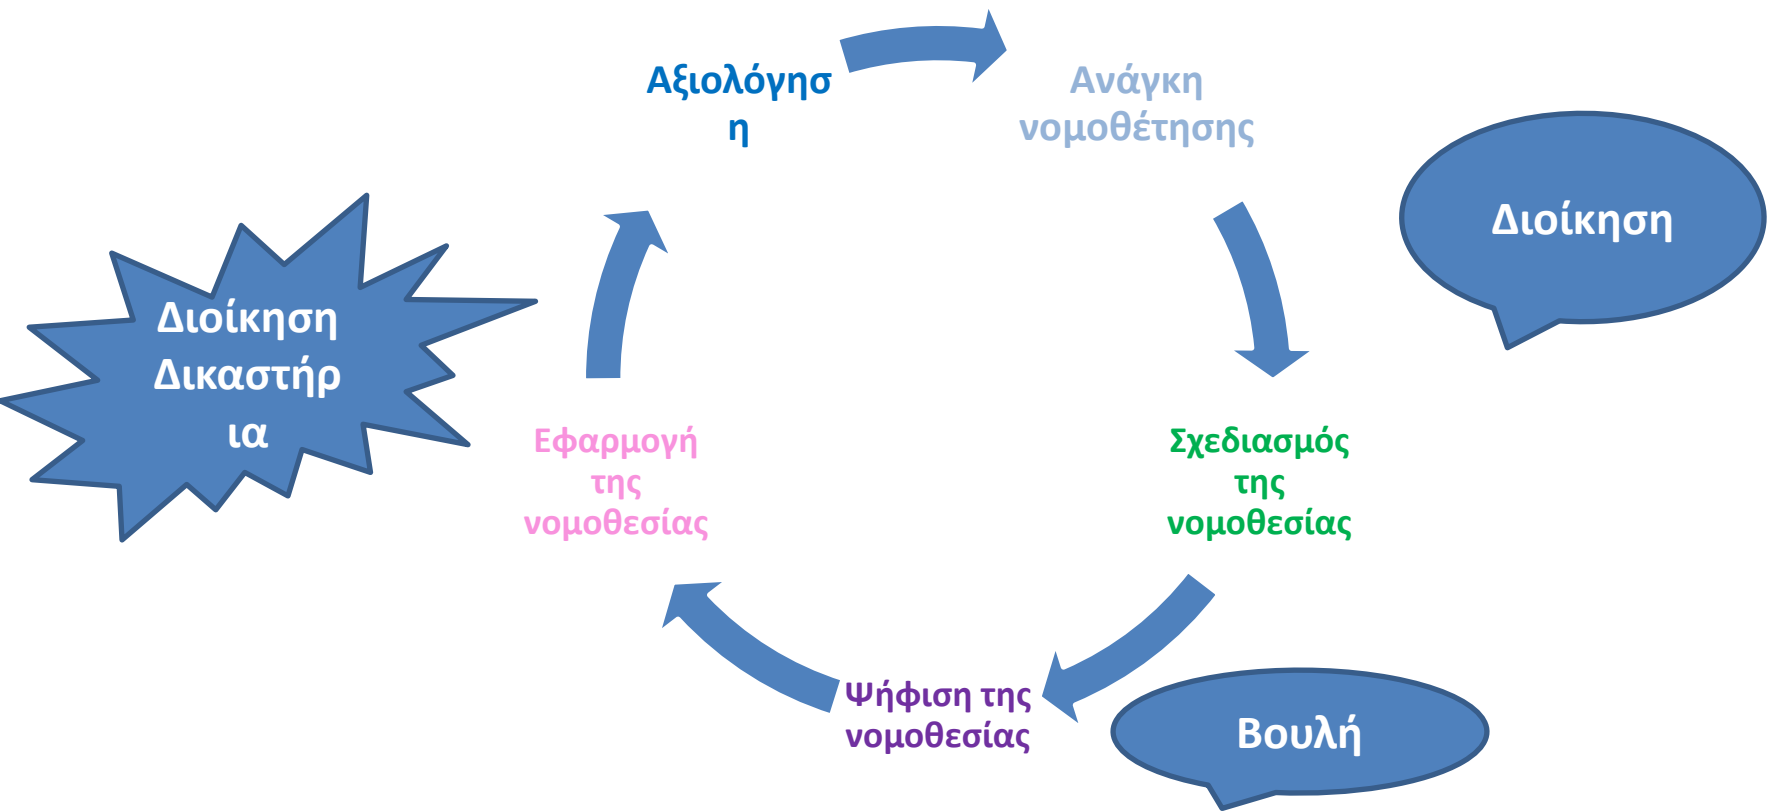 Αξιολόγησ
η
Ανάγκη
νομοθέτησης
Διοίκηση
Διοίκηση
Δικαστήρ
ια
Εφαρμογή
της
νομοθεσίας
Σχεδιασμός
της
νομοθεσίας
Ψήφιση της
νομοθεσίας
Βουλή